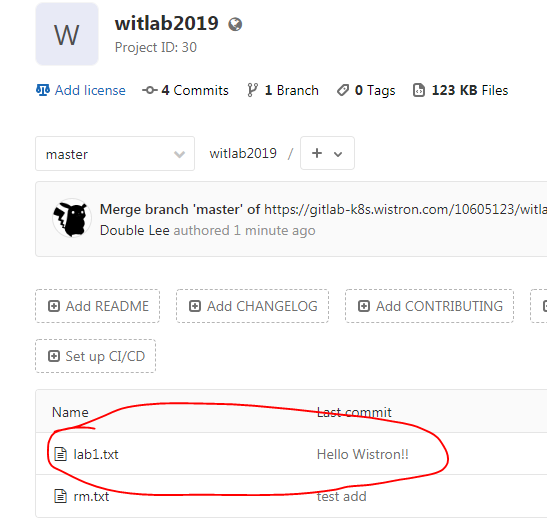 W
witlab2019
Project ID: 30
Add license 4 Commits 1 Branch 0 Tags 123 KB Files
master witlab2019 / +
Merge branch 'master' of https://gitlab-k8s.wistron.com/10605123/witla
Double Lee authored 1 minute ago
Add README Add CHANGELOG Add CONTRIBUTING
Set up CI/CD
Name Last commit
lab1.txt Hello Wistron!!
rm.txt test add